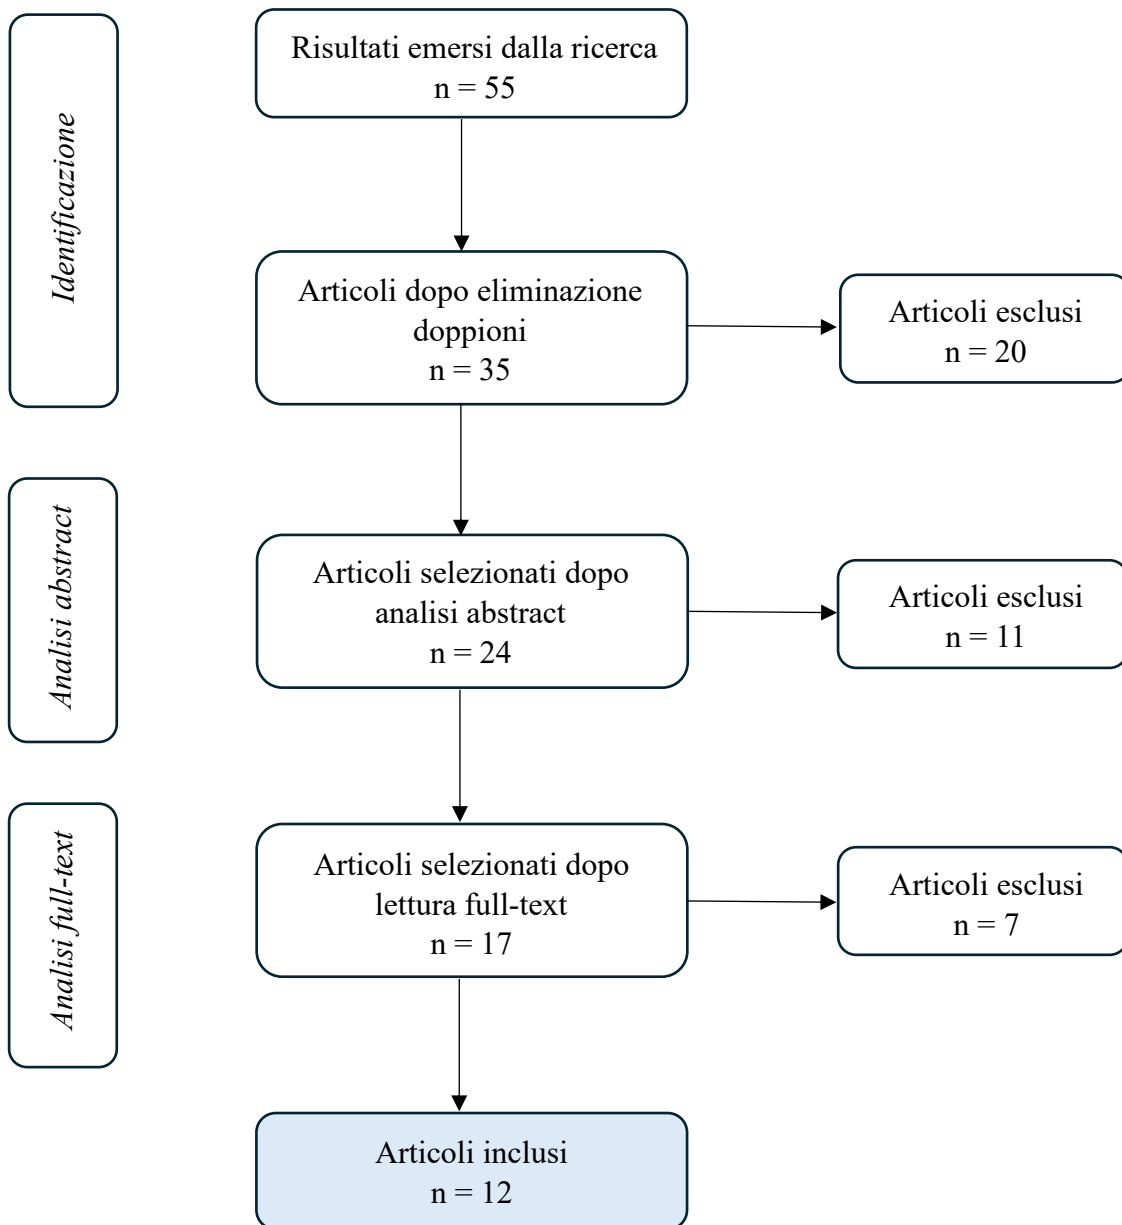 Identificazione
Risultati emersi dalla ricerca
n = 55
Articoli dopo eliminazione
doppioni
n = 35
Articoli esclusi
n = 20
Analisi abstract
Articoli selezionati dopo
analisi abstract
n = 24
Articoli esclusi
n = 11
Analisi full-text
Articoli selezionati dopo
lettura full-text
n = 17
Articoli esclusi
n = 7
Articoli inclusi
n = 12